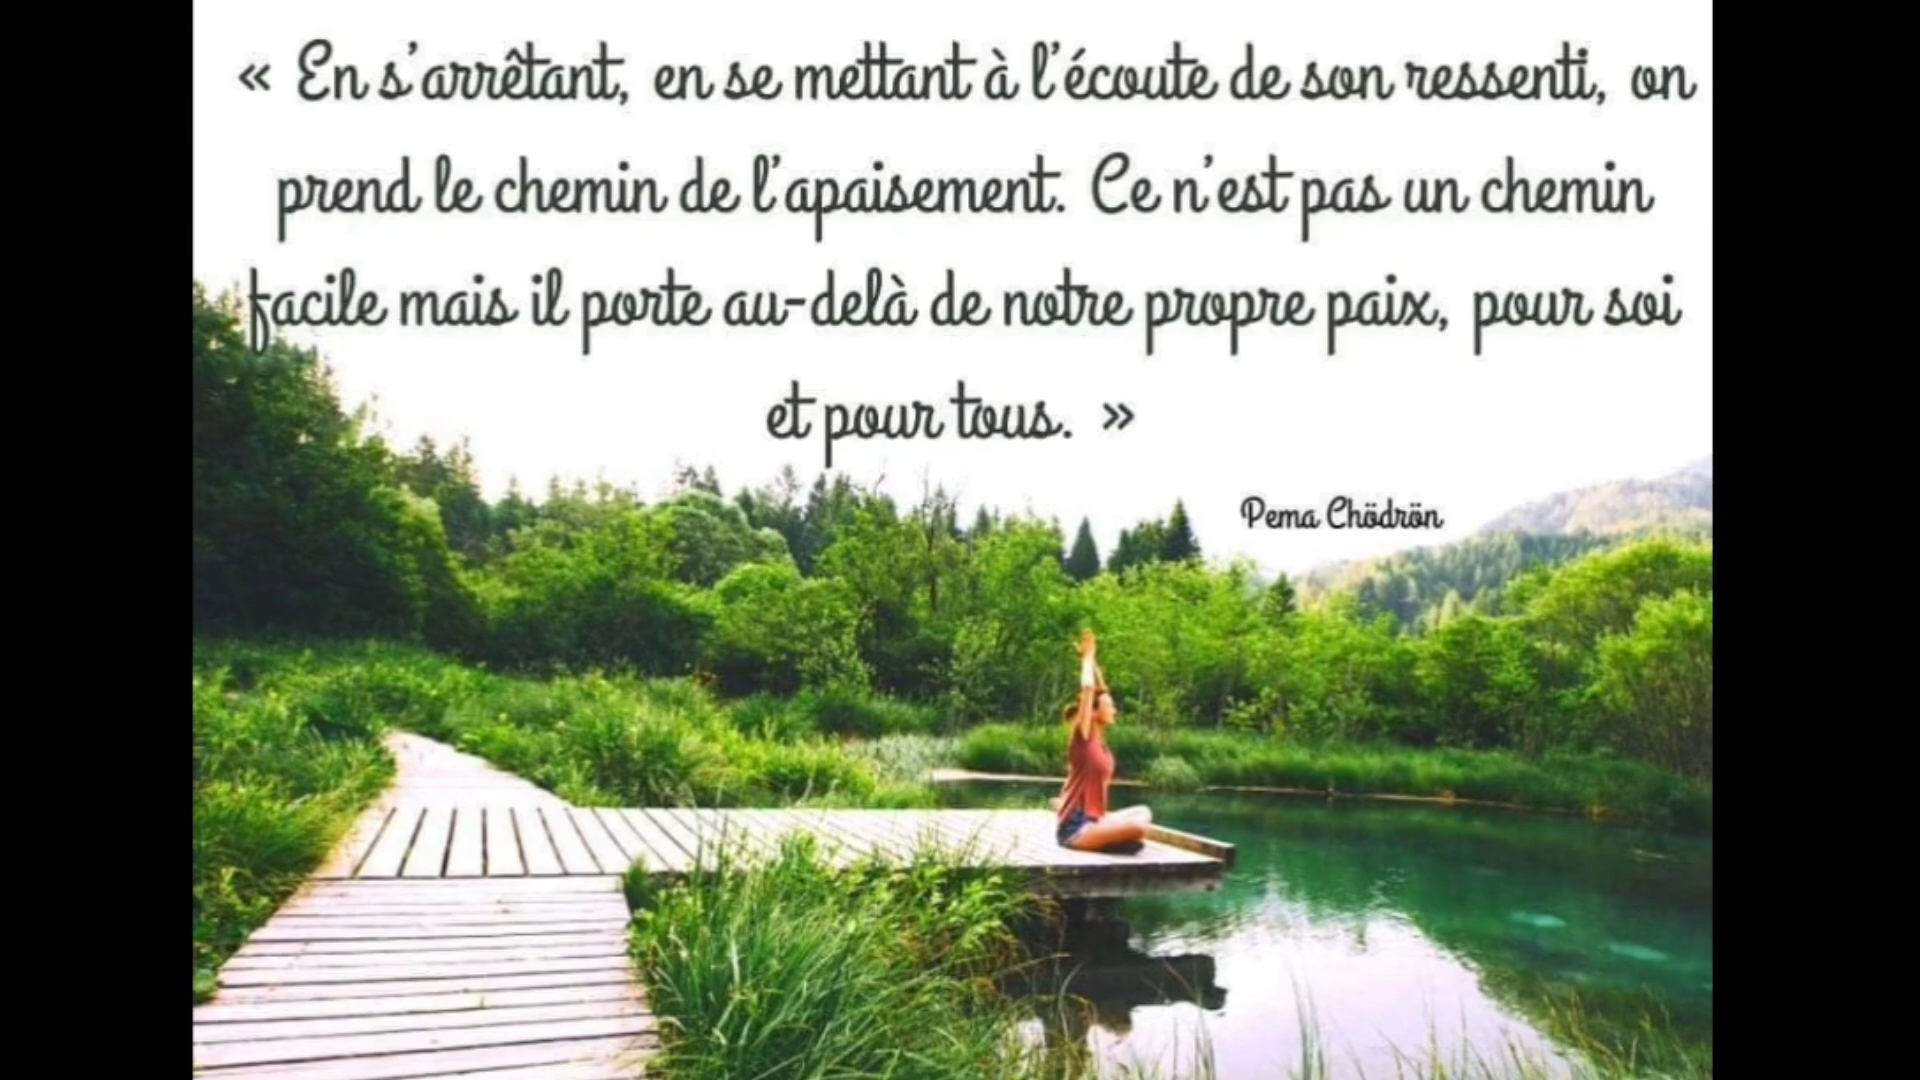 « En s'arrêtant, en se mettant à l'écoute de son ressenti, on
prend le chemin de l'apaisement. Ce n'est pas un chemin
facile mais il porte au-delà de notre propre paix, pour soi
et pour tous. »
Pema Chödrön